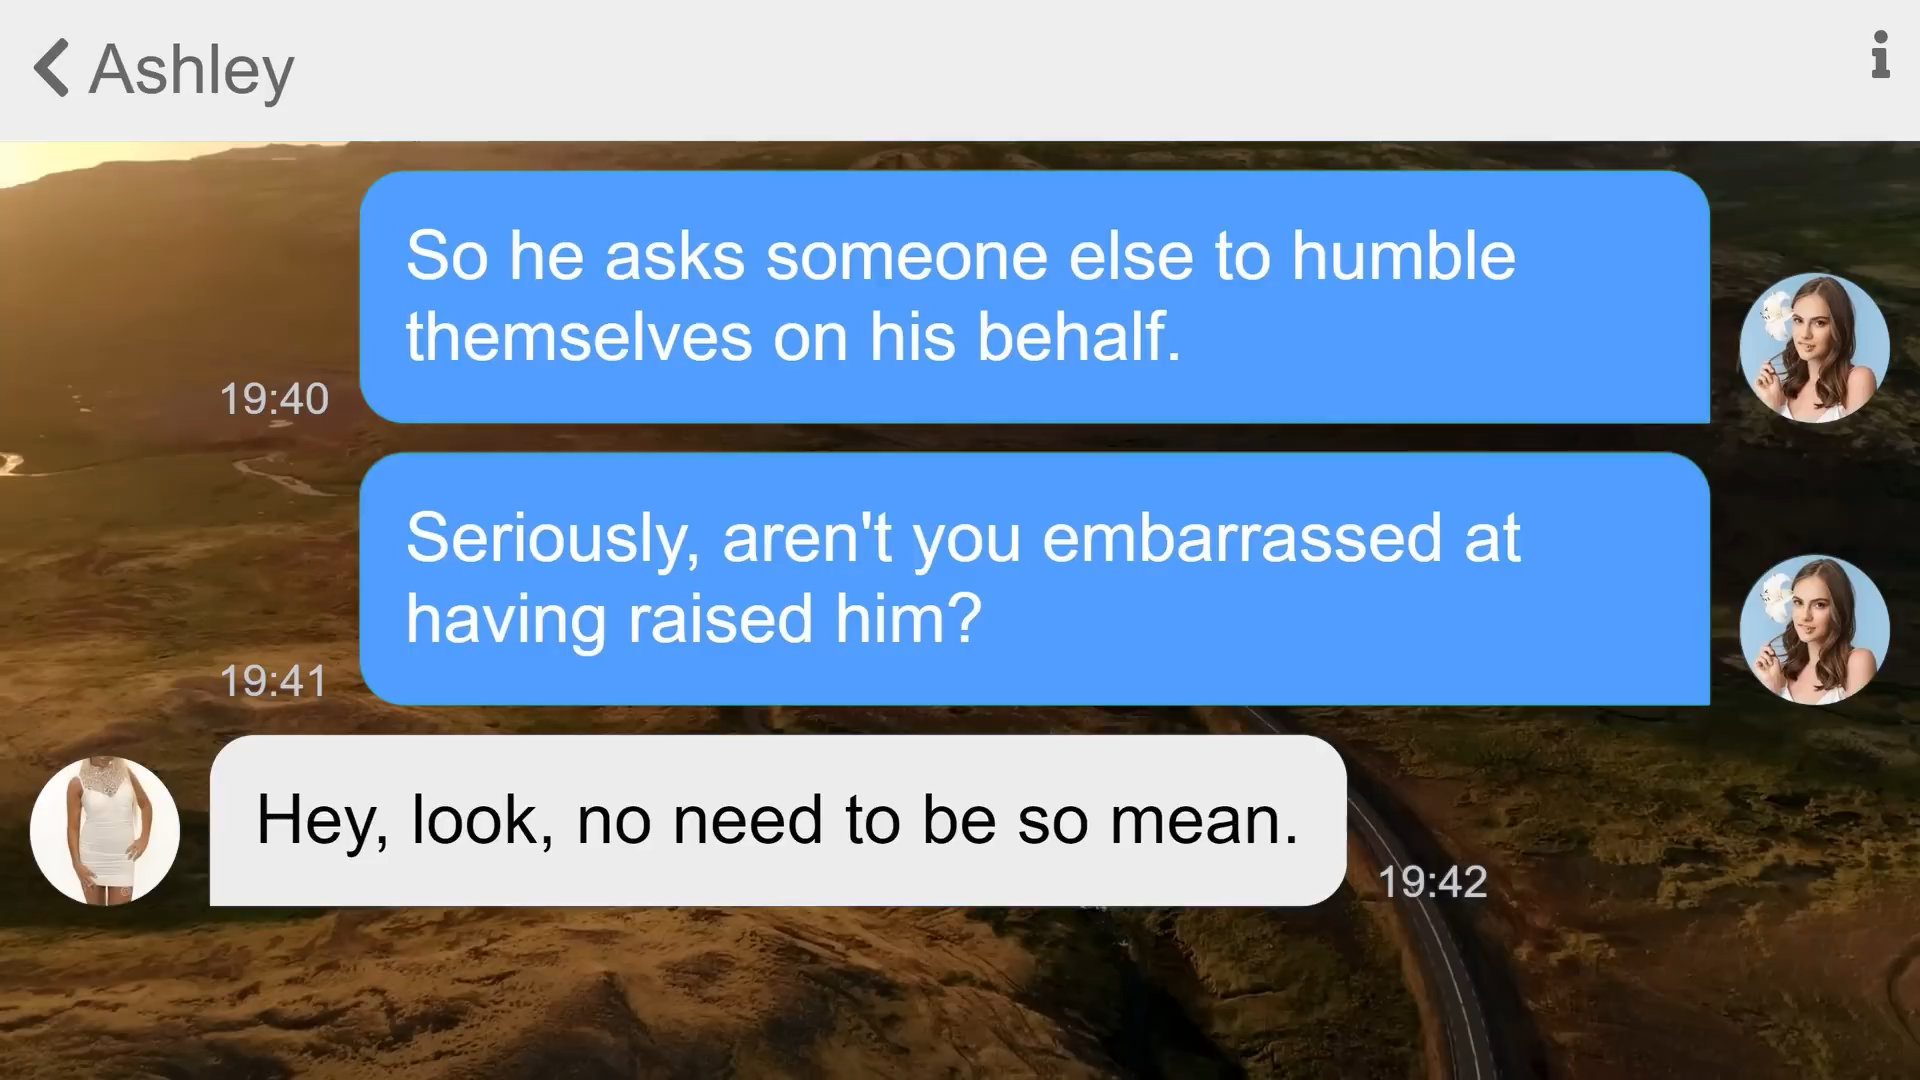 Ashley
So he asks someone else to humble
themselves on his behalf.
19:40
Seriously, aren't you embarrassed at
having raised him?
19:41
Hey, look, no need to be so mean.
19:42